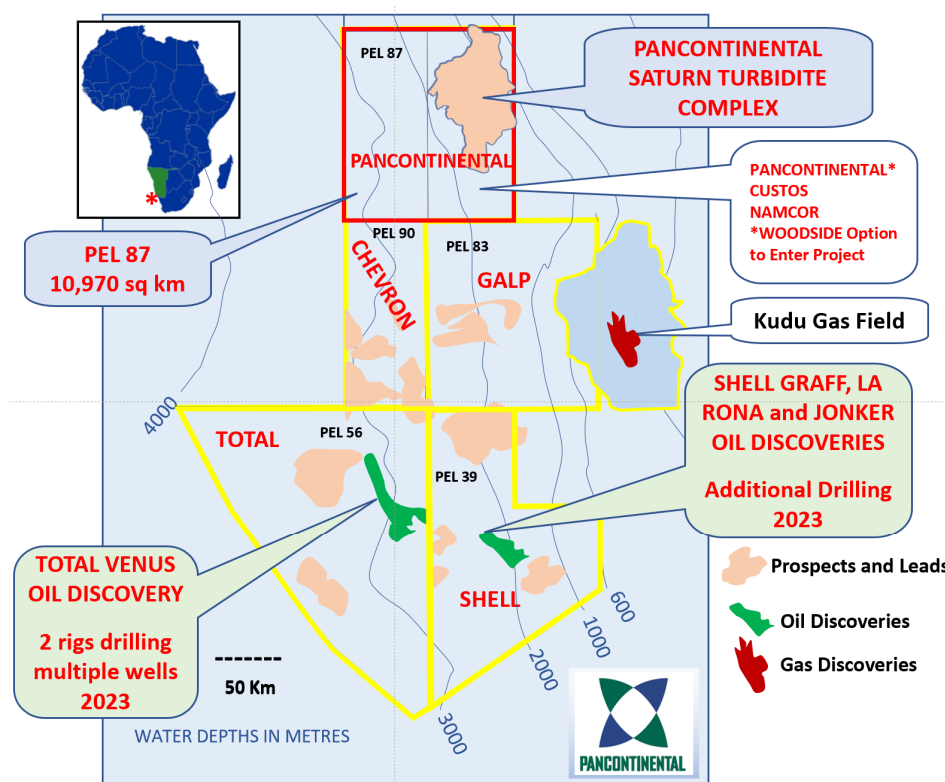 PEL 87
PANCONTINENTAL
SATURN TURBIDITE
COMPLEX
PANCONTINENTAL
PANCONTINENTAL*
CUSTOS
NAMCOR
*WOODSIDE Option
to Enter Project
*
PEL 87
10,970 sq km
PEL 90
PEL 83
CHEVRON
GALP
Kudu Gas Field
SHELL GRAFF, LA
RONA and JONKER
OIL DISCOVERIES
Additional Drilling
2023
4000
TOTAL
PEL 56
PEL 39
TOTAL VENUS
OIL DISCOVERY
2 rigs drilling
multiple wells
2023
SHELL
Prospects and Leads
Oil Discoveries
Gas Discoveries
600
1000
2000
3000
50 Km
WATER DEPTHS IN METRES
PANCONTINENTAL